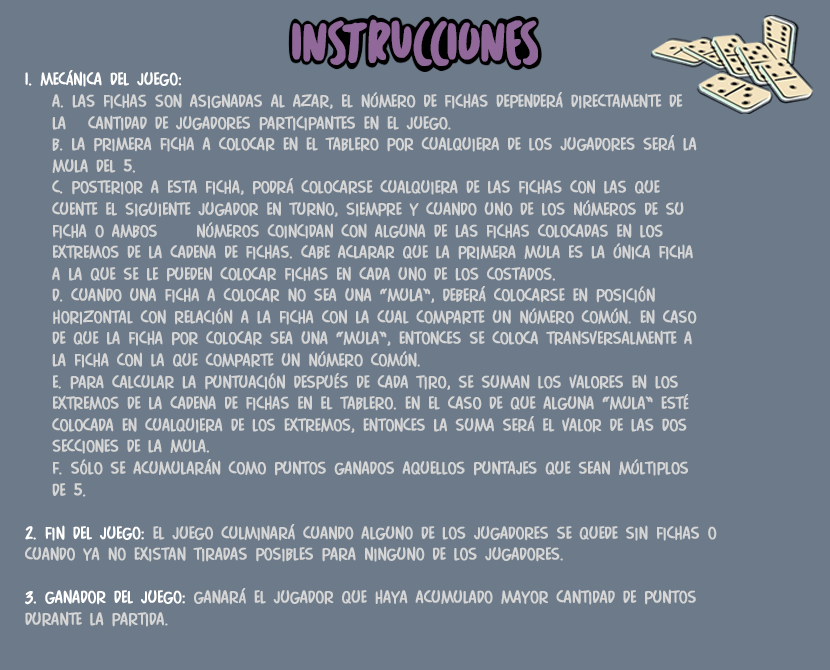 INSTRUCCIONES
1. MECÁNICA DEL JUEGO:
A. LAS FICHAS SON ASIGNADAS AL AZAR, EL NÚMERO DE FICHAS DEPENDERÁ DIRECTAMENTE DE
LA CANTIDAD DE JUGADORES PARTICIPANTES EN EL JUEGO.
B. LA PRIMERA FICHA A COLOCAR EN EL TABLERO POR CUALQUIERA DE LOS JUGADORES SERÁ LA
MULA DEL 5.
C. POSTERIOR A ESTA FICHA, PODRÁ COLOCARSE CUALQUIERA DE LAS FICHAS CON LAS QUE
CUENTE EL SIGUIENTE JUGADOR EN TURNO, SIEMPRE Y CUANDO UNO DE LOS NÚMEROS DE SU
FICHA O AMBOS NÚMEROS COINCIDAN CON ALGUNA DE LAS FICHAS COLOCADAS EN LOS
EXTREMOS DE LA CADENA DE FICHAS. CABE ACLARAR QUE LA PRIMERA MULA ES LA ÚNICA FICHA
A LA QUE SE LE PUEDEN COLOCAR FICHAS EN CADA UNO DE LOS COSTADOS.
D. CUANDO UNA FICHA A COLOCAR NO SEA UNA "MULA", DEBERÁ COLOCARSE EN POSICIÓN
HORIZONTAL CON RELACIÓN A LA FICHA CON LA CUAL COMPARTE UN NÚMERO COMÚN. EN CASO
DE QUE LA FICHA POR COLOCAR SEA UNA "MULA", ENTONCES SE COLOCA TRANSVERSALMENTE A
LA FICHA CON LA QUE COMPARTE UN NÚMERO COMÚN.
E. PARA CALCULAR LA PUNTUACIÓN DESPUÉS DE CADA TIRO, SE SUMAN LOS VALORES EN LOS
EXTREMOS DE LA CADENA DE FICHAS EN EL TABLERO. EN EL CASO DE QUE ALGUNA "MULA" ESTÉ
COLOCADA EN CUALQUIERA DE LOS EXTREMOS, ENTONCES LA SUMA SERÁ EL VALOR DE LAS DOS
SECCIONES DE LA MULA.
F. SÓLO SE ACUMULARÁN COMO PUNTOS GANADOS AQUELLOS PUNTAJES QUE SEAN MÚLTIPLOS
DE 5.
2. FIN DEL JUEGO: EL JUEGO CULMINARÁ CUANDO ALGUNO DE LOS JUGADORES SE QUEDE SIN FICHAS O
CUANDO YA NO EXISTAN TIRADAS POSIBLES PARA NINGUNO DE LOS JUGADORES.
3. GANADOR DEL JUEGO: GANARÁ EL JUGADOR QUE HAYA ACUMULADO MAYOR CANTIDAD DE PUNTOS
DURANTE LA PARTIDA.